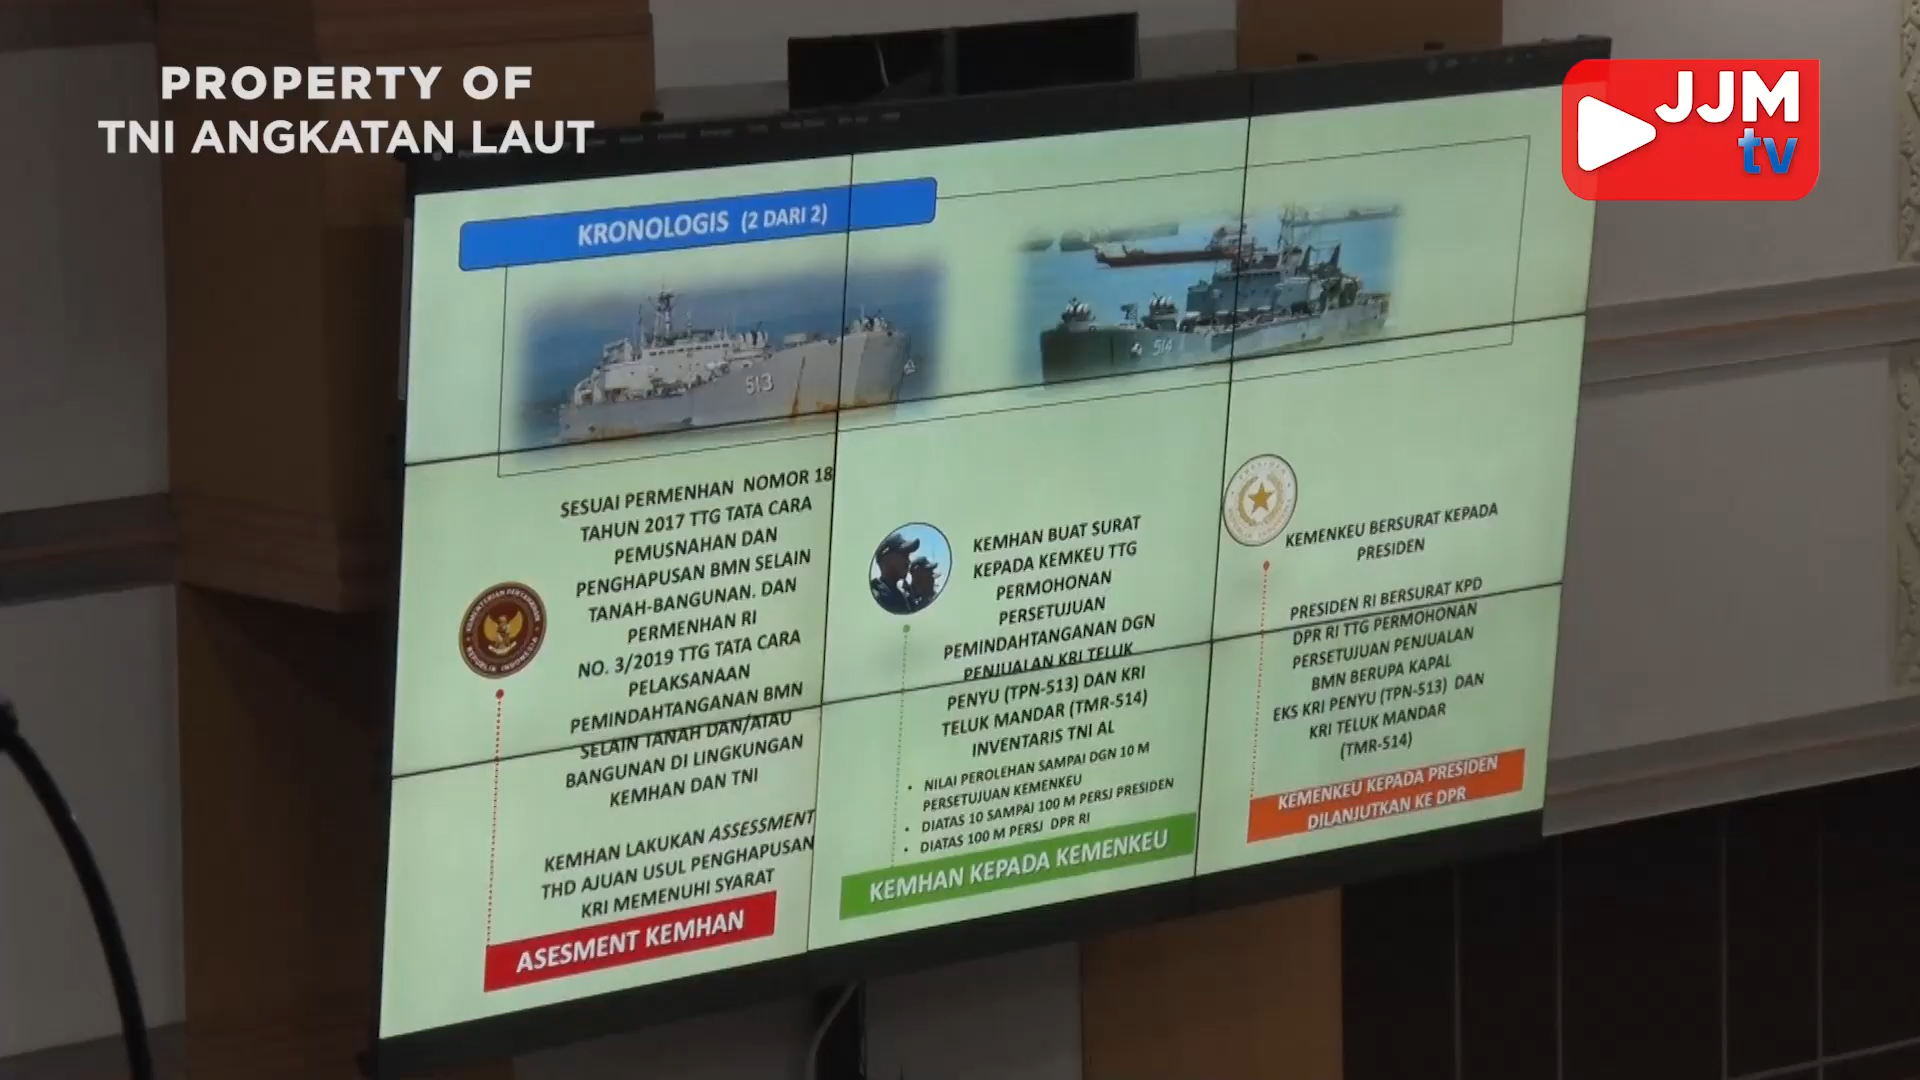 PROPERTY OF
TNI ANGKATAN LAUT
JJM
tv
KRONOLOGIS (2 DARI 2)
513
514
SESUAI PERMENHAN NOMOR 18
TAHUN 2017 TTG TATA CARA
PEMUSNAHAN DAN
PENGHAPUSAN BMN SELAIN
TANAH-BANGUNAN. DAN
PERMENHAN RI
NO. 3/2019 TTG TATA CARA
PELAKSANAAN
PEMINDAHTANGANAN BMN
SELAIN TANAH DAN/ATAU
BANGUNAN DI LINGKUNGAN
KEMHAN DAN TNI
KEMHAN LAKUKAN ASSESSMENT
THD AJUAN USUL PENGHAPUSAN
KRI MEMENUHI SYARAT
ASESMENT KEMHAN
KEMHAN BUAT SURAT
KEPADA KEMKEU TTG
PERMOHONAN
PERSETUJUAN
PEMINDAHTANGANAN DGN
PENJUALAN KRI TELUK
PENYU (TPN-513) DAN KRI
TELUK MANDAR (TMR-514)
INVENTARIS TNI AL
• NILAI PEROLEHAN SAMPAI DGN 10 M
PERSETUJUAN KEMENKEU
• DIATAS 10 SAMPAI 100 M PERSJ PRESIDEN
• DIATAS 100 M PERSJ DPR RI
KEMHAN KEPADA KEMENKEU
KEMENKEU BERSURAT KEPADA
PRESIDEN
PRESIDEN RI BERSURAT KPD
DPR RI TTG PERMOHONAN
PERSETUJUAN PENJUALAN
BMN BERUPA KAPAL
EKS KRI PENYU (TPN-513) DAN
KRI TELUK MANDAR
(TMR-514)
KEMENKEU KEPADA PRESIDEN
DILANJUTKAN KE DPR
KEMENTERIAN PERTAHANAN
REPUBLIK INDONESIA